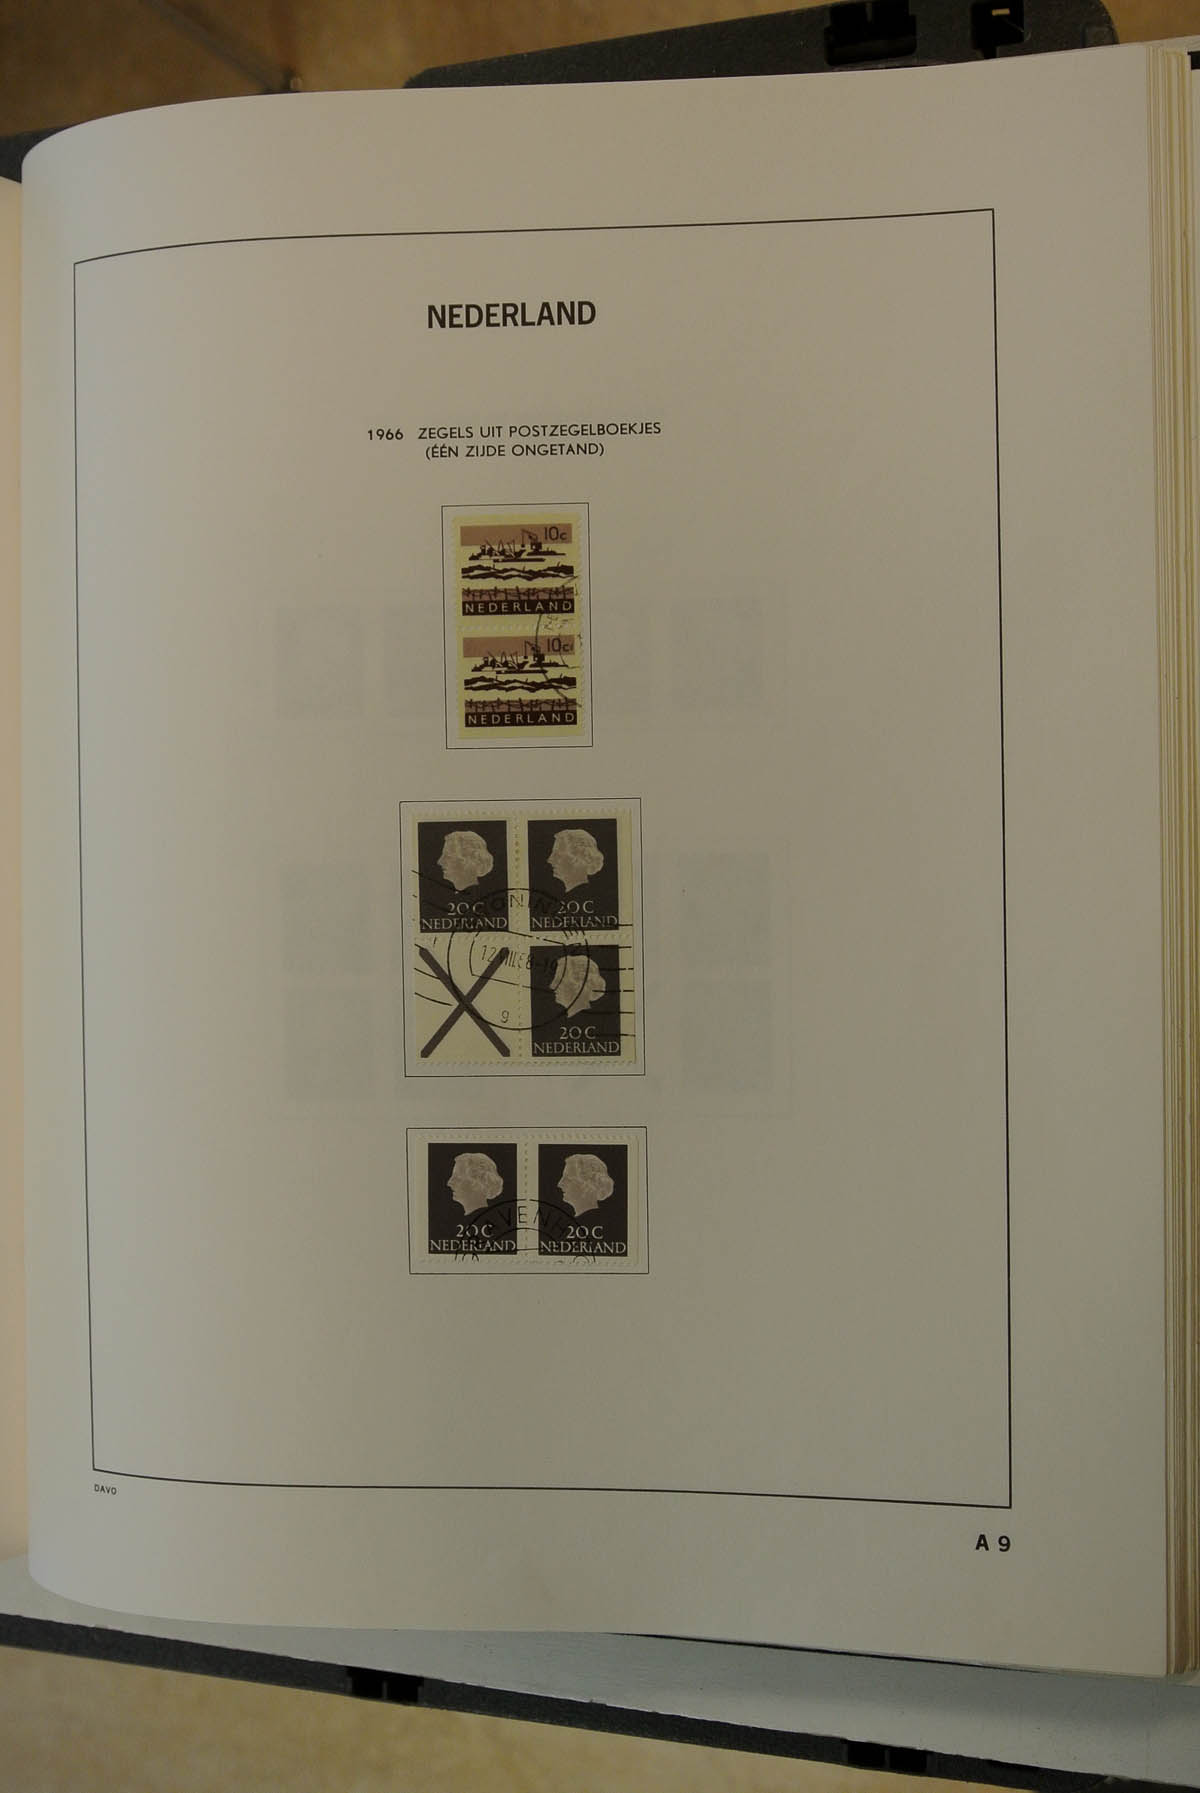 NEDERLAND
1966 ZEGELS UIT POSTZEGELBOEKJES
(ÉÉN ZIJDE ONGETAND)
10c
NEDERLAND
10c
NEDERLAND
20C
NEDERLAND
20C
NEDERLAND
g
20C
NEDERLAND
20C
NEDERLAND
20C
NEDERLAND
DAVO
A 9